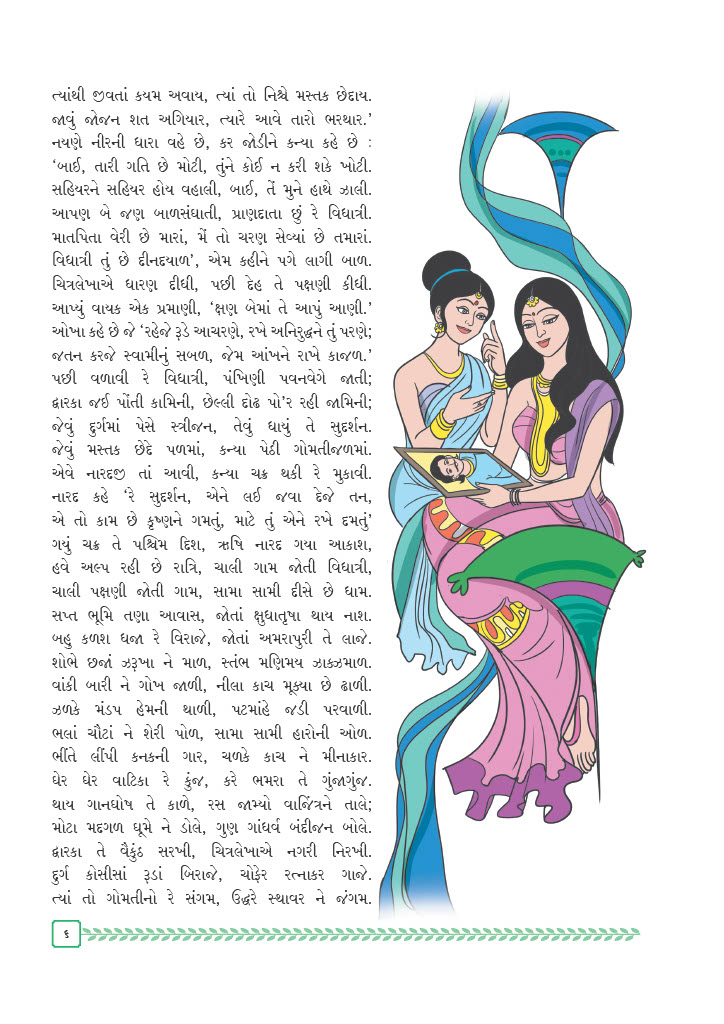 ત્યાંથી જીવતાં કયમ અવાય, ત્યાં તો નિશ્ચે મસ્તક છેદાય.
જાવું જોજન શત અગિયાર, ત્યારે આવે તારો ભરથાર.’
નયણે નીરની ધારા વહે છે, કર જોડીને કન્યા કહે છે :
‘બાઈ, તારી ગતિ છે મોટી, તુંને કોઈ ન કરી શકે ખોટી.
સહિયરને સહિયર હોય વહાલી, બાઈ, તેં મુને હાથે ઝાલી.
આપણ બે જણ બાળસંઘાતી, પ્રાણદાતા છું રે વિધાત્રી.
માતપિતા વેરી છે મારાં, મેં તો ચરણ સેવ્યાં છે તમારાં.
વિધાત્રી તું છે દીનદયાળ’, એમ કહીને પગે લાગી બાળ.
ચિત્રલેખાએ ધારણ દીધી, પછી દેહ તે પક્ષણી કીધી.
આપ્યું વાયક એક પ્રમાણી, ‘ક્ષણ બેમાં તે આપું આણી.’
ઓખા કહે છે જે ‘રહેજે રૂડે આચરણે, રખે અનિરુદ્ધને તું પરણે;
જતન કરજે સ્વામીનું સબળ, જેમ આંખને રાખે કાજળ.’
પછી વળાવી રે વિધાત્રી, પંખિણી પવનવેગે જાતી;
દ્વારકા જઈ પોંતી કામિની, છેલ્લી દોઢ પો’ર રહી જામિની;
જેવું દુર્ગમાં પેસે સ્ત્રીજન, તેવું ધાયું તે સુદર્શન.
જેવું મસ્તક છેદે પળમાં, કન્યા પેઠી ગોમતીજળમાં.
એવે નારદજી તાં આવી, કન્યા ચક્ર થકી રે મુકાવી.
નારદ કહે ‘રે સુદર્શન, એને લઈ જવા દેજે તન,
એ તો કામ છે કૃષ્ણને ગમતું, માટે તું એને રખે દમતું’
ગયું ચક્ર તે પશ્ચિમ દિશ, ઋષિ નારદ ગયા આકાશ,
હવે અલ્પ રહી છે રાત્રિ, ચાલી ગામ જોતી વિધાત્રી,
ચાલી પક્ષણી જોતી ગામ, સામા સામી દીસે છે ધામ.
સપ્ત ભૂમિ તણા આવાસ, જોતાં ક્ષુધાતૃષા થાય નાશ.
બહુ કળશ ધજા રે વિરાજે, જોતાં અમરાપુરી તે લાજે.
શોભે છજાં ઝરૂખા ને માળ, સ્તંભ મણિમય ઝાકઝમાળ.
વાંકી બારી ને ગોખ જાળી, નીલા કાચ મૂક્યા છે ઢાળી.
ઝળકે મંડપ હેમની થાળી, પટમાંહે જડી પરવાળી.
ભલાં ચૌટાં ને શેરી પોળ, સામા સામી હારોની ઓળ.
ભીંતે લીંપી કનકની ગાર, ચળકે કાચ ને મીનાકાર.
ઘેર ઘેર વાટિકા રે કુંજ, કરે ભમરા તે ગુંજાગુંજ.
થાય ગાનઘોષ તે કાળે, રસ જામ્યો વાજિંત્રને તાલે;
મોટા મદગળ ઘૂમે ને ડોલે, ગુણ ગાંધર્વ બંદીજન બોલે.
દ્વારકા તે વૈકુંઠ સરખી, ચિત્રલેખાએ નગરી નિરખી.
દુર્ગ કોસીસાં રૂડાં બિરાજે, ચોફેર રત્નાકર ગાજે.
ત્યાં તો ગોમતીનો રે સંગમ, ઉદ્ધરે સ્થાવર ને જંગમ.
૬